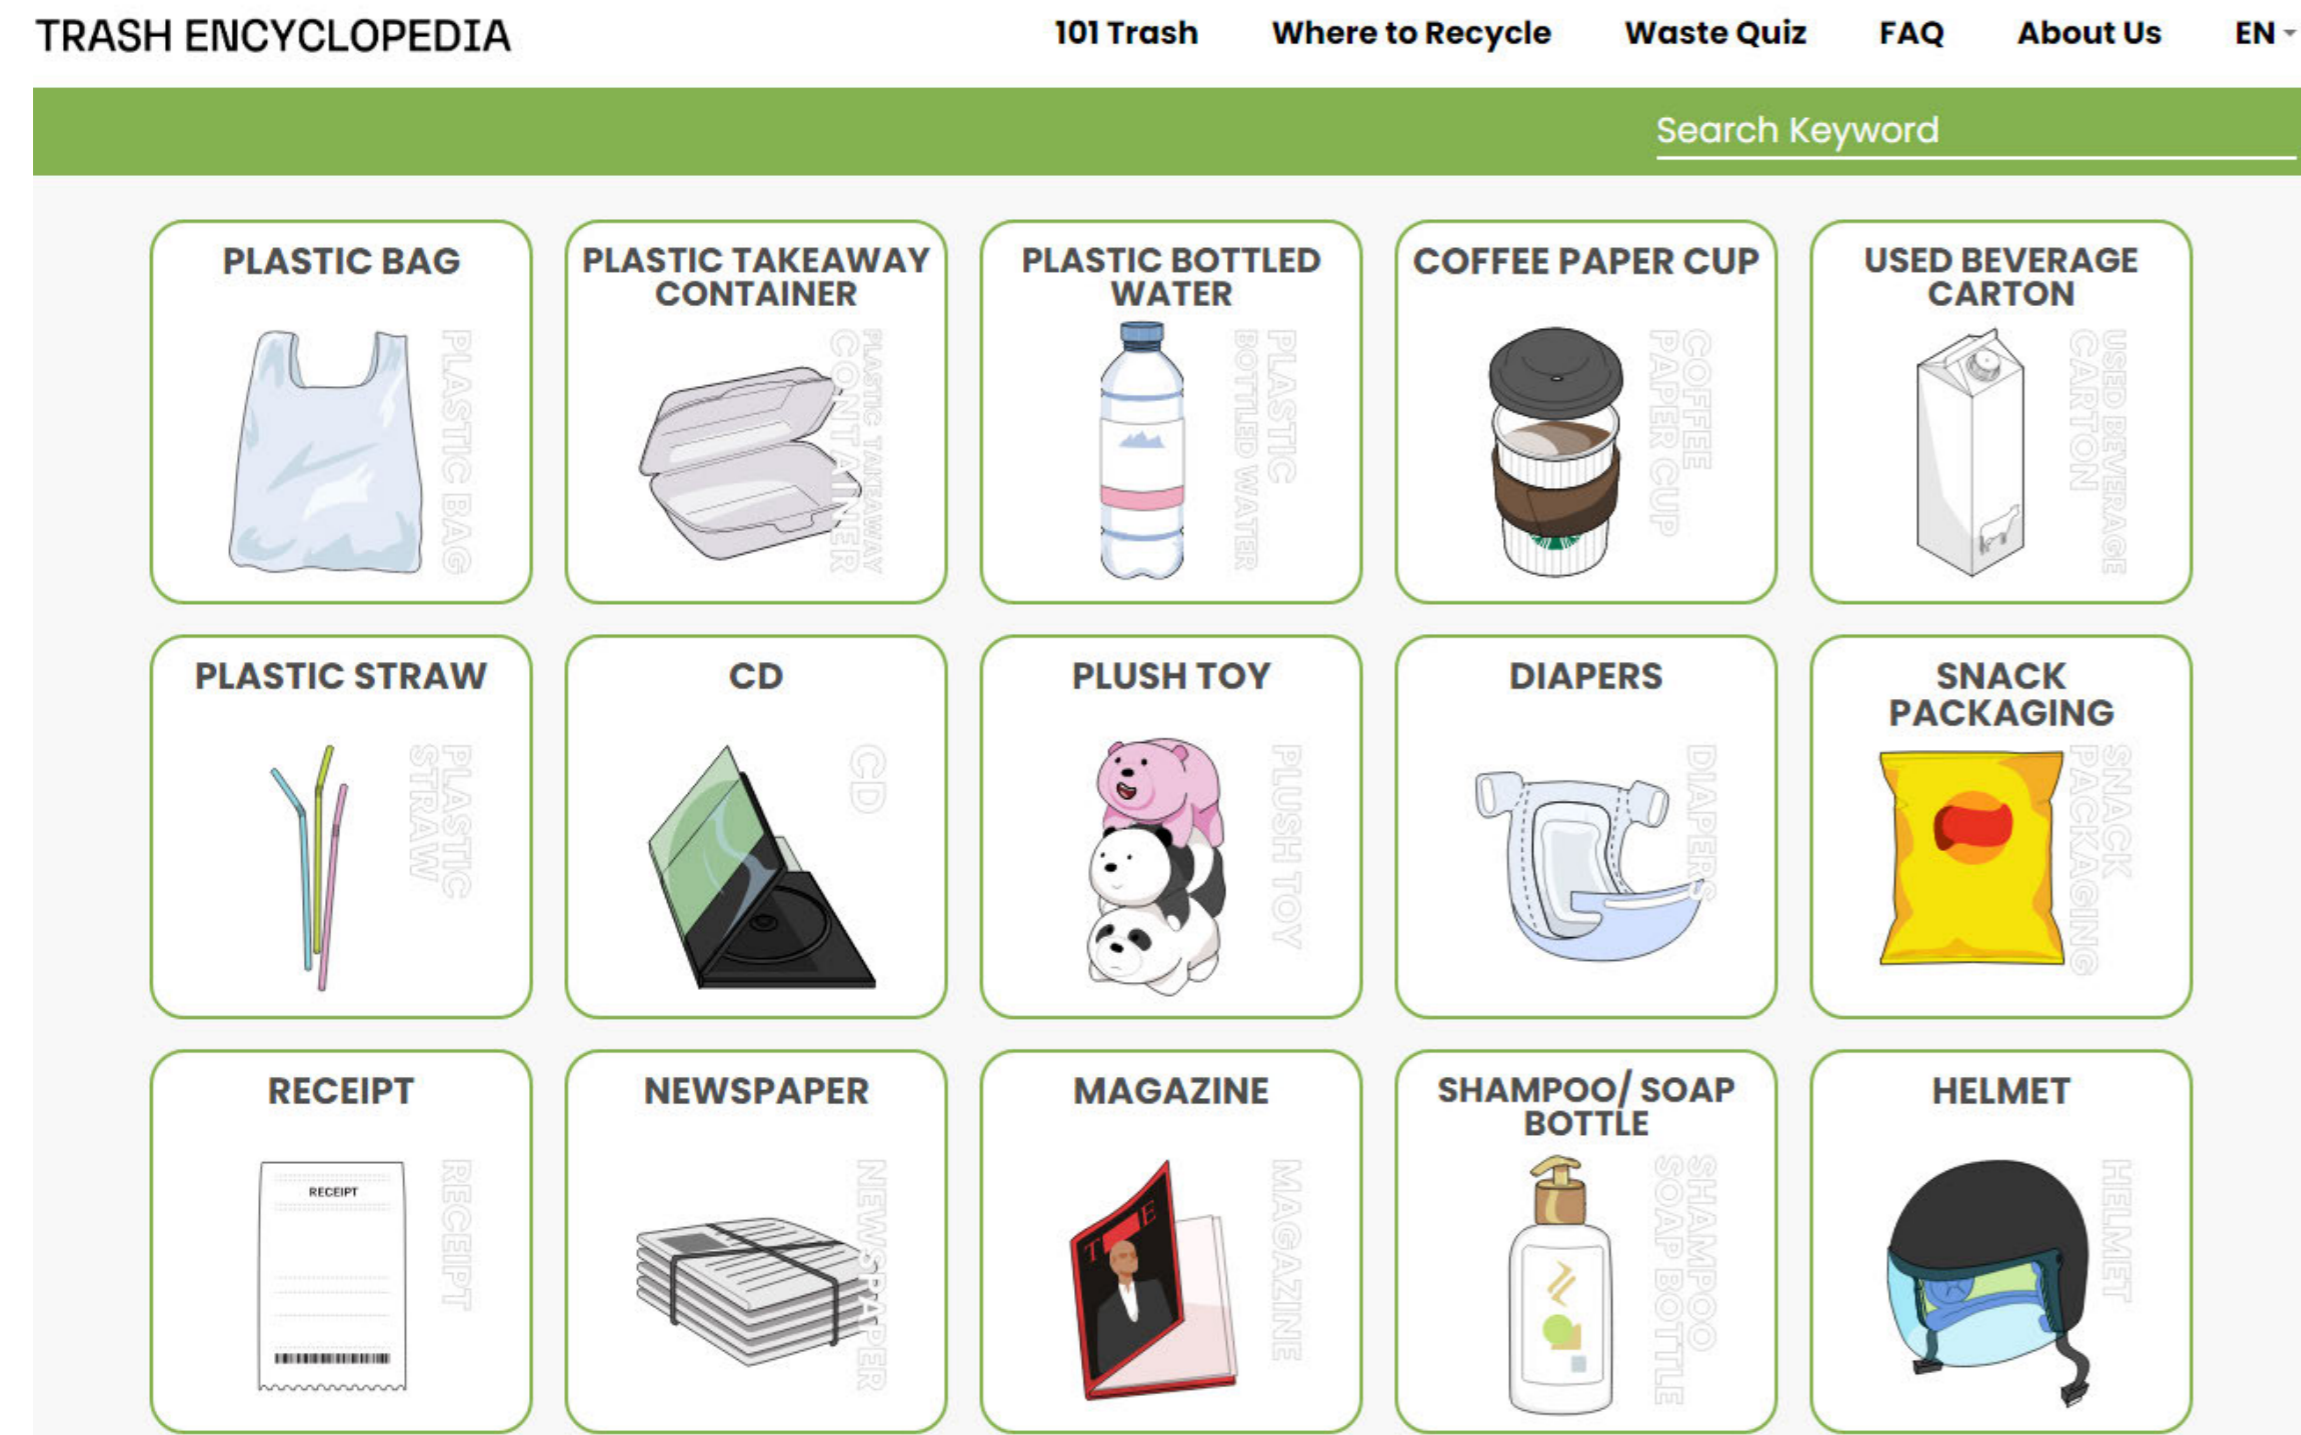 TRASH ENCYCLOPEDIA
101 Trash
Where to Recycle
Waste Quiz
FAQ
About Us
EN
Search Keyword
PLASTIC BAG
PLASTIC BAG
PLASTIC TAKEAWAY
CONTAINER
PLASTIC TAKEAWAY
CONTAINER
PLASTIC BOTTLED
WATER
PLASTIC
BOTTLED WATER
COFFEE PAPER CUP
COFFEE
PAPER CUP
USED BEVERAGE
CARTON
USED BEVERAGE
CARTON
PLASTIC STRAW
PLASTIC
STRAW
CD
CD
PLUSH TOY
PLUSH TOY
DIAPERS
DIAPERS
SNACK
PACKAGING
SNACK
PACKAGING
RECEIPT
RECEIPT
RECEIPT
NEWSPAPER
NEWSPAPER
MAGAZINE
T E
MAGAZINE
SHAMPOO/ SOAP
BOTTLE
SHAMPOO
SOAP BOTTLE
HELMET
HELMET